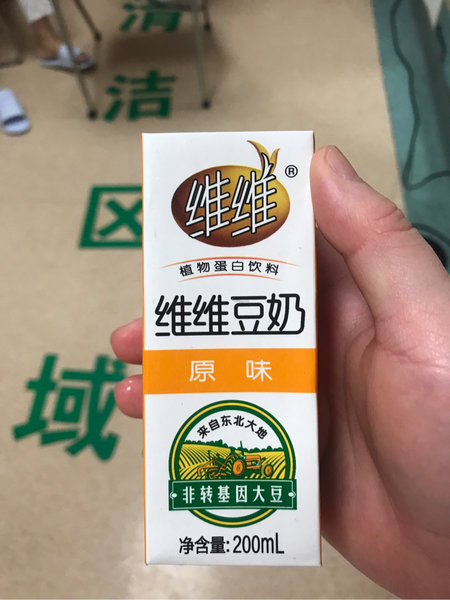 清
洁
区
域
维维®
植物蛋白饮料
维维豆奶
原味
来自东北大地
非转基因大豆
净含量:200mL